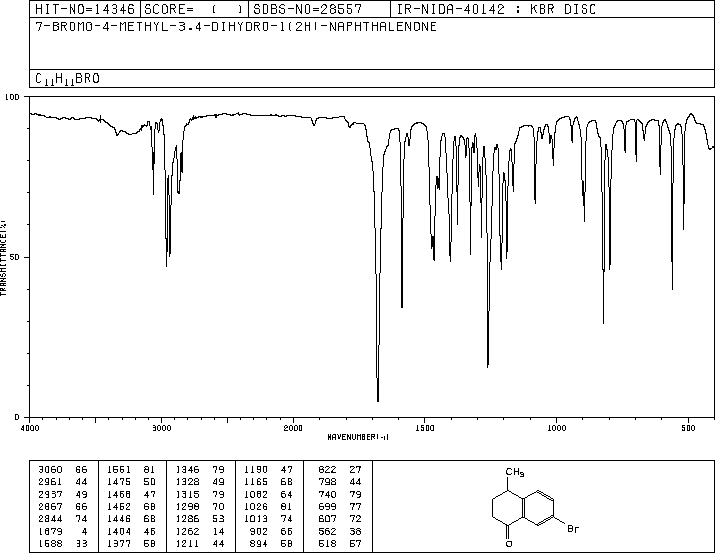 HIT-NO=14346 SCORE= ( ) SDBS-NO=28557 IR-NIDA-40142 : KBR DISC
7-BROMO-4-METHYL-3,4-DIHYDRO-1(2H)-NAPHTHALENONE
C11H11BRO
100
50
0
TRANSMITTANCE(%)
4000 3000 2000 1500 1000 500
WAVENUMBER(-1)
3060 66 1561 81 1346 79 1190 47 822 27
2961 44 1475 50 1328 49 1165 68 798 44
2937 49 1468 47 1315 79 1082 64 740 79
2867 66 1462 68 1298 70 1026 81 699 77
2844 74 1446 68 1286 53 1013 74 607 72
1679 4 1404 46 1262 14 902 66 562 38
1588 33 1377 58 1211 44 894 58 518 57
CH3
Br
O